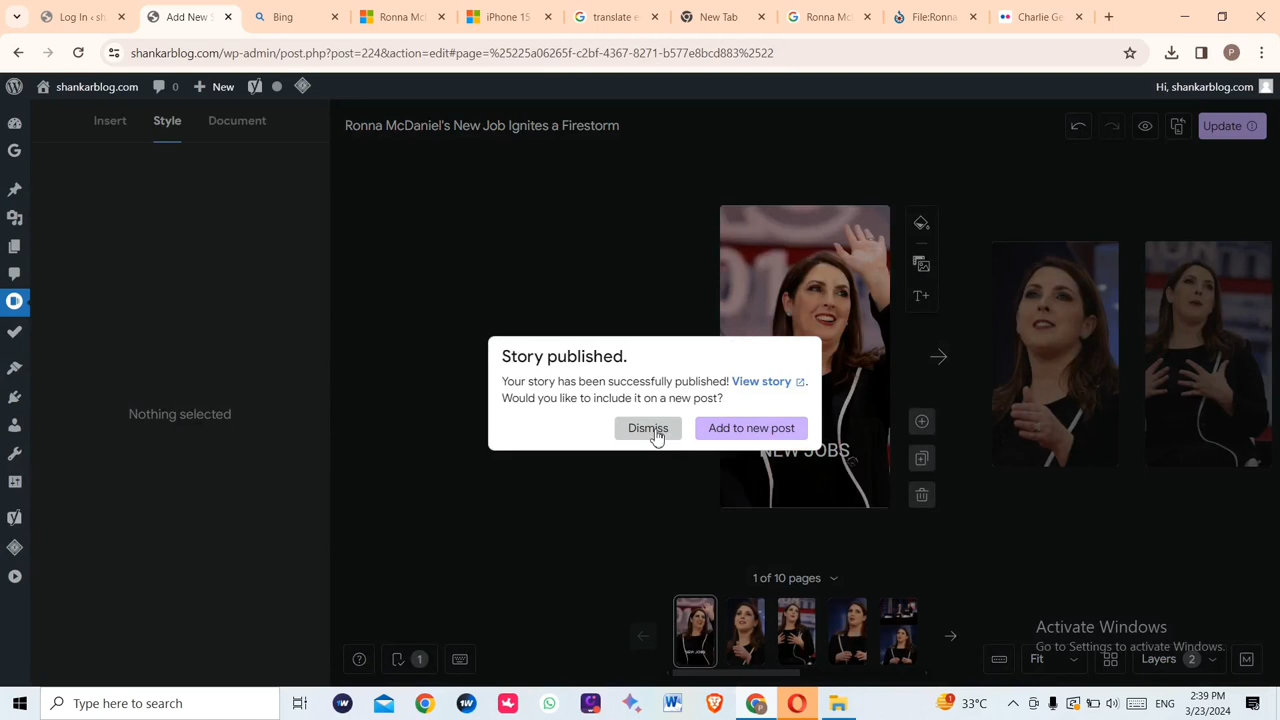 Log In ‹ sh
Add New S
Bing
Ronna McD
iPhone 15
translate e
New Tab
Ronna Mc
File:Ronna
Charlie Ge
shankarblog.com/wp-admin/post.php?post=224&action=edit#page=%25225a06265f-c2bf-4367-8271-b577e8bcd883%2522
P
shankarblog.com
0
New
Hi, shankarblog.com
Insert
Style
Document
Ronna McDaniel's New Job Ignites a Firestorm
Update
T+
Story published.
Your story has been successfully published! View story.
Would you like to include it on a new post?
Dismiss
Add to new post
Nothing selected
NEW JOBS
1 of 10 pages
Activate Windows
Go to Settings to activate Windows.
1
Fit
Layers
2
M
Type here to search
33°C
ENG
2:39 PM
3/23/2024